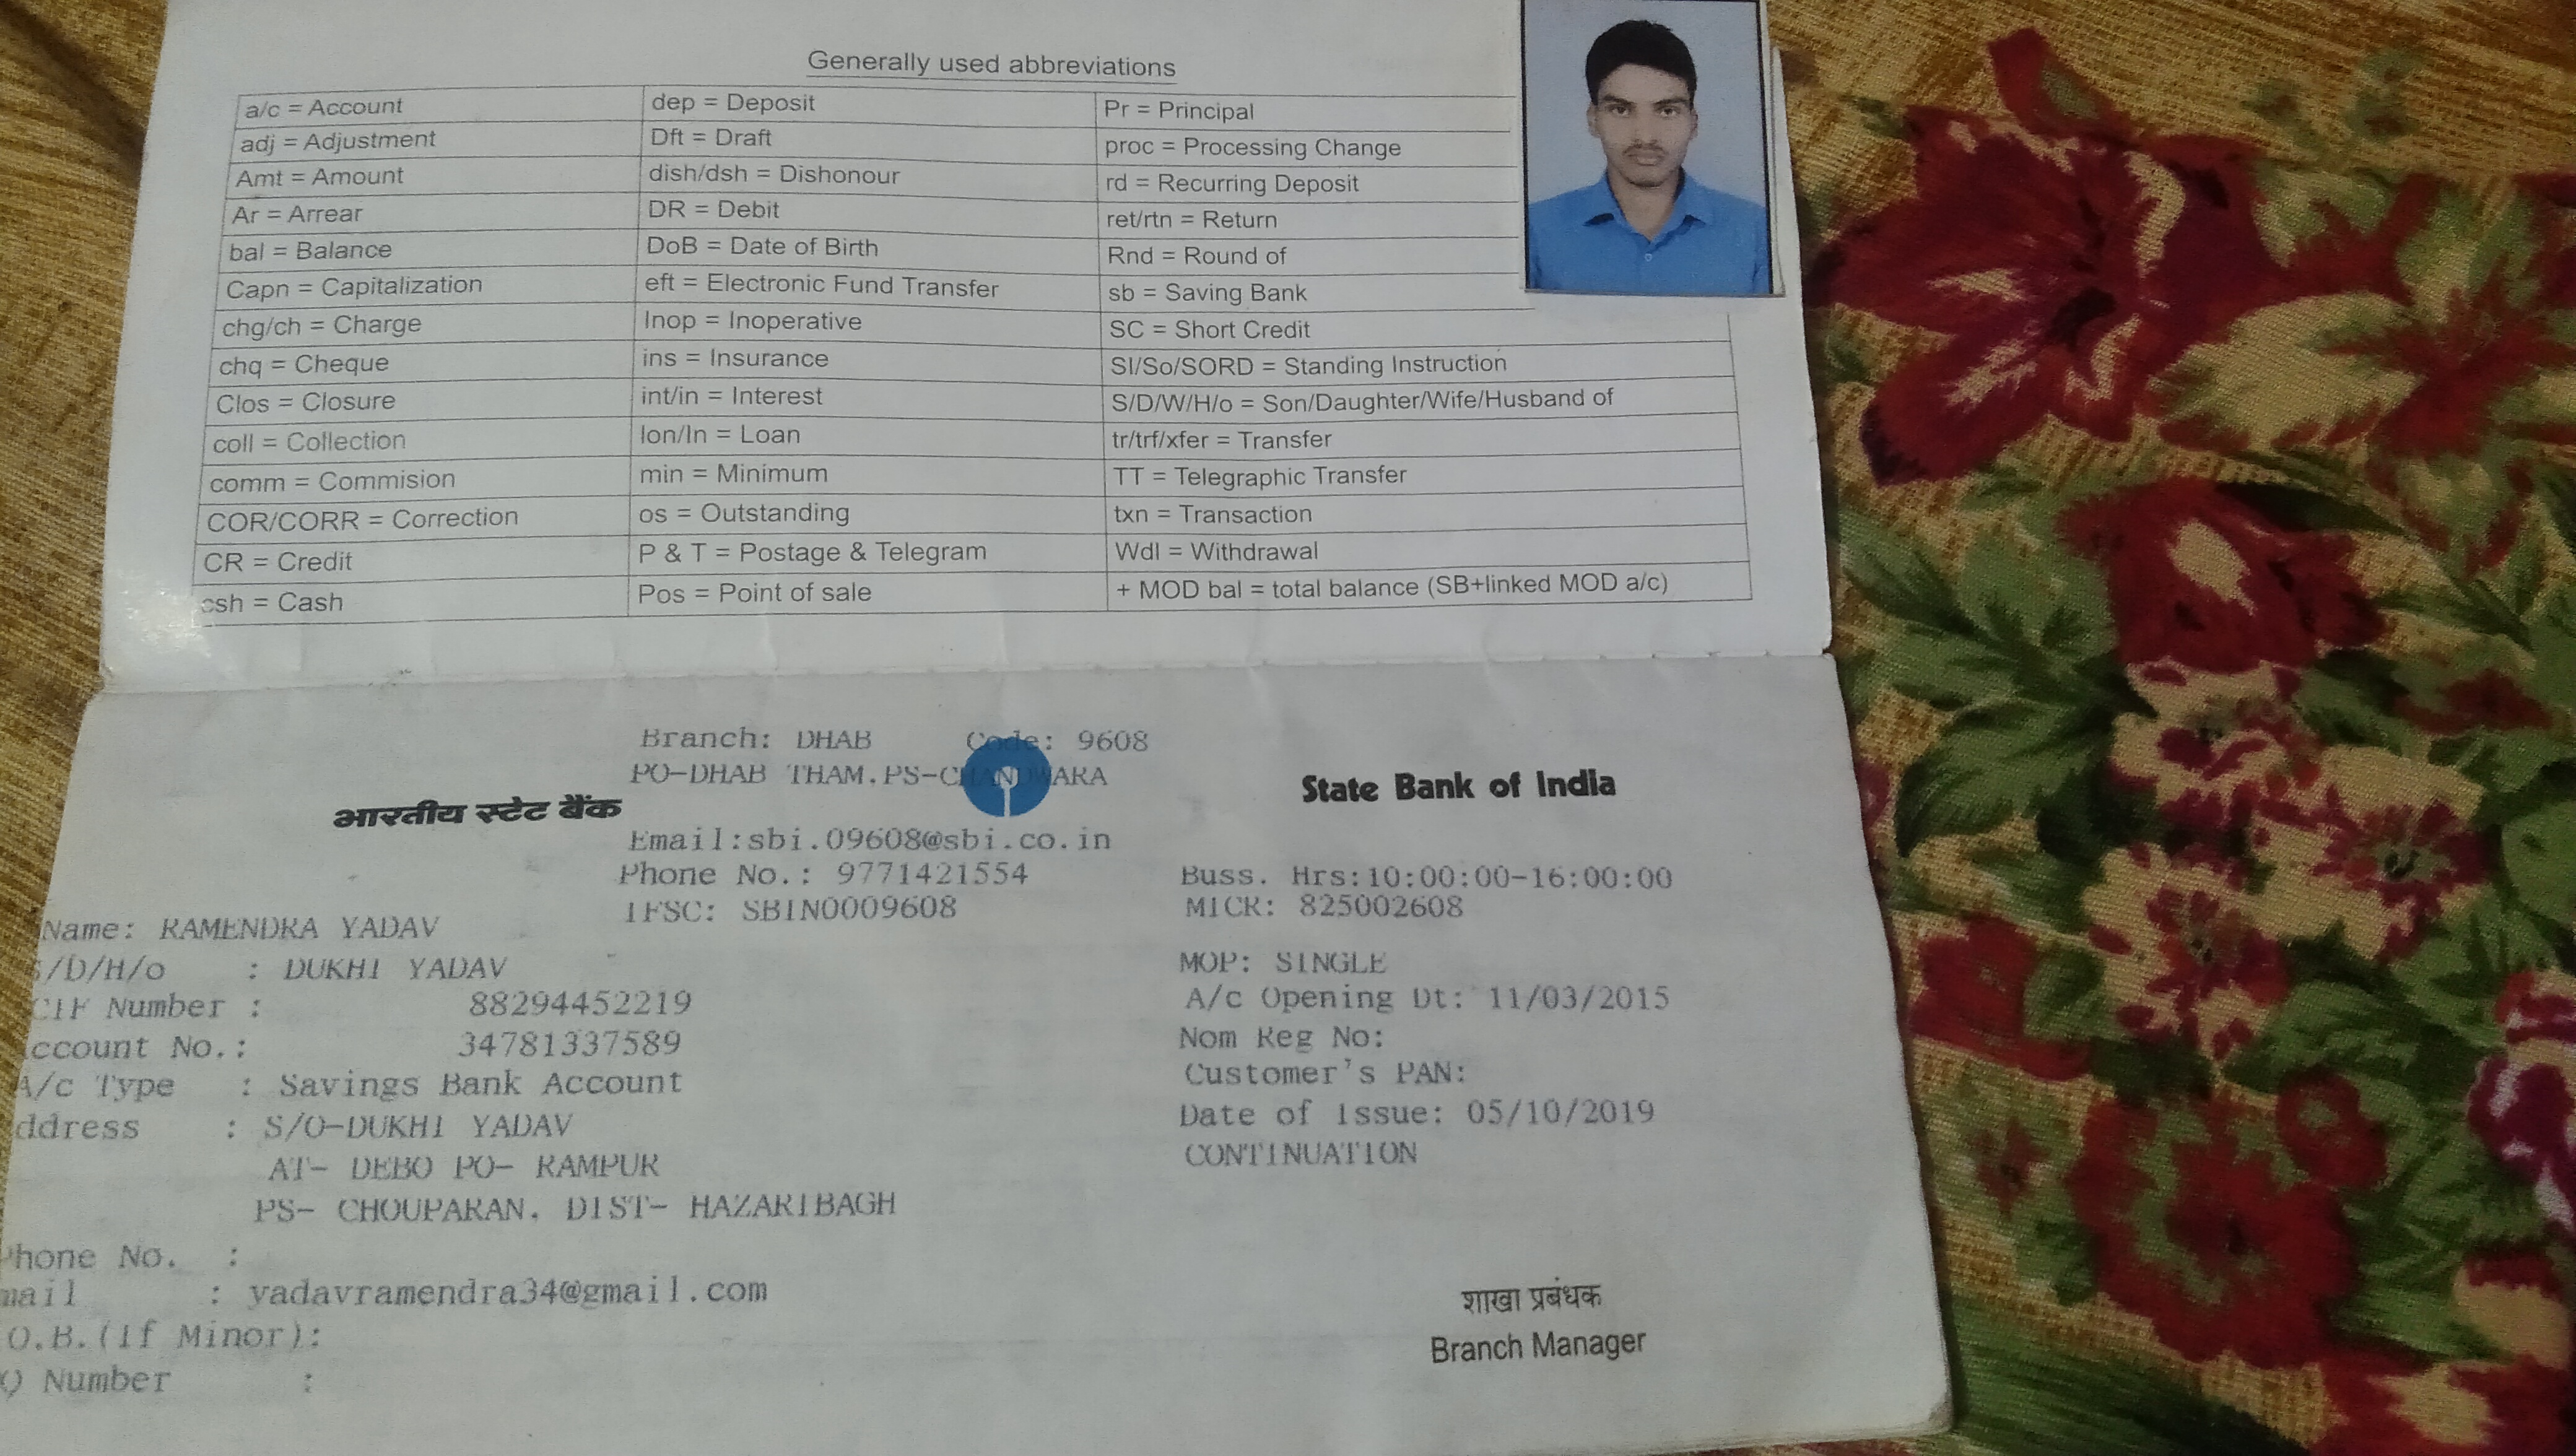 Generally used abbreviations
a/c = Account dep = Deposit Pr = Principal
adj = Adjustment Dft = Draft proc = Processing Change
Amt = Amount dish/dsh = Dishonour rd = Recurring Deposit
Ar = Arrear DR = Debit ret/rtn = Return
bal = Balance DoB = Date of Birth Rnd = Round of
Capn = Capitalization eft = Electronic Fund Transfer sb = Saving Bank
chg/ch = Charge Inop = Inoperative SC = Short Credit
chq = Cheque ins = Insurance SI/So/SORD = Standing Instruction
Clos = Closure int/in = Interest S/D/W/H/o = Son/Daughter/Wife/Husband of
coll = Collection lon/ln = Loan tr/trf/xfer = Transfer
comm = Commision min = Minimum TT = Telegraphic Transfer
COR/CORR = Correction os = Outstanding txn = Transaction
CR = Credit P & T = Postage & Telegram Wdl = Withdrawal
csh = Cash Pos = Point of sale + MOD bal = total balance (SB+linked MOD a/c)
Branch: DHAB Code: 9608
PO-DHAB THAM.PS-CHANDWARA
भारतीय स्टेट बैंक State Bank of India
Email:sbi.09608@sbi.co.in
Phone No.: 9771421554 Buss. Hrs:10:00:00-16:00:00
IFSC: SBIN0009608 MICR: 825002608
Name: RAMENDRA YADAV
S/D/H/o : DUKHI YADAV MOP: SINGLE
CIF Number : 88294452219 A/c Opening Dt: 11/03/2015
ccount No.: 34781337589 Nom Reg No:
A/c Type : Savings Bank Account Customer's PAN:
ddress : S/O-DUKHI YADAV Date of Issue: 05/10/2019
AT- DEBO PO- RAMPUR CONTINUATION
PS- CHOUPARAN. DIST- HAZARIBAGH
Phone No. :
mail : yadavramendra34@gmail.com
.O.B.(If Minor):
Number :
शाखा प्रबंधक
Branch Manager